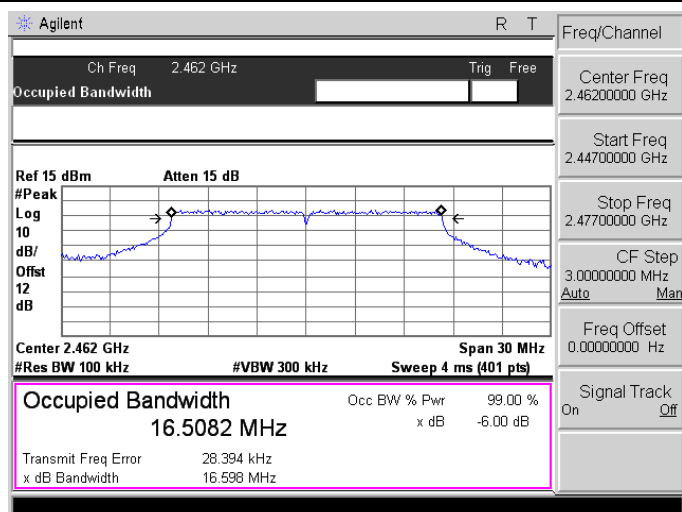 Agilent R T
Ch Freq 2.462 GHz Trig Free
Occupied Bandwidth
Ref 15 dBm Atten 15 dB
#Peak
Log
10
dB/
Offst
12
dB
Center 2.462 GHz Span 30 MHz
#Res BW 100 kHz #VBW 300 kHz Sweep 4 ms (401 pts)
Occupied Bandwidth Occ BW % Pwr 99.00 %
16.5082 MHz x dB -6.00 dB
Transmit Freq Error 28.394 kHz
x dB Bandwidth 16.598 MHz
Freq/Channel
Center Freq
2.46200000 GHz
Start Freq
2.44700000 GHz
Stop Freq
2.47700000 GHz
CF Step
3.00000000 MHz
Auto Man
Freq Offset
0.00000000 Hz
Signal Track
On Off